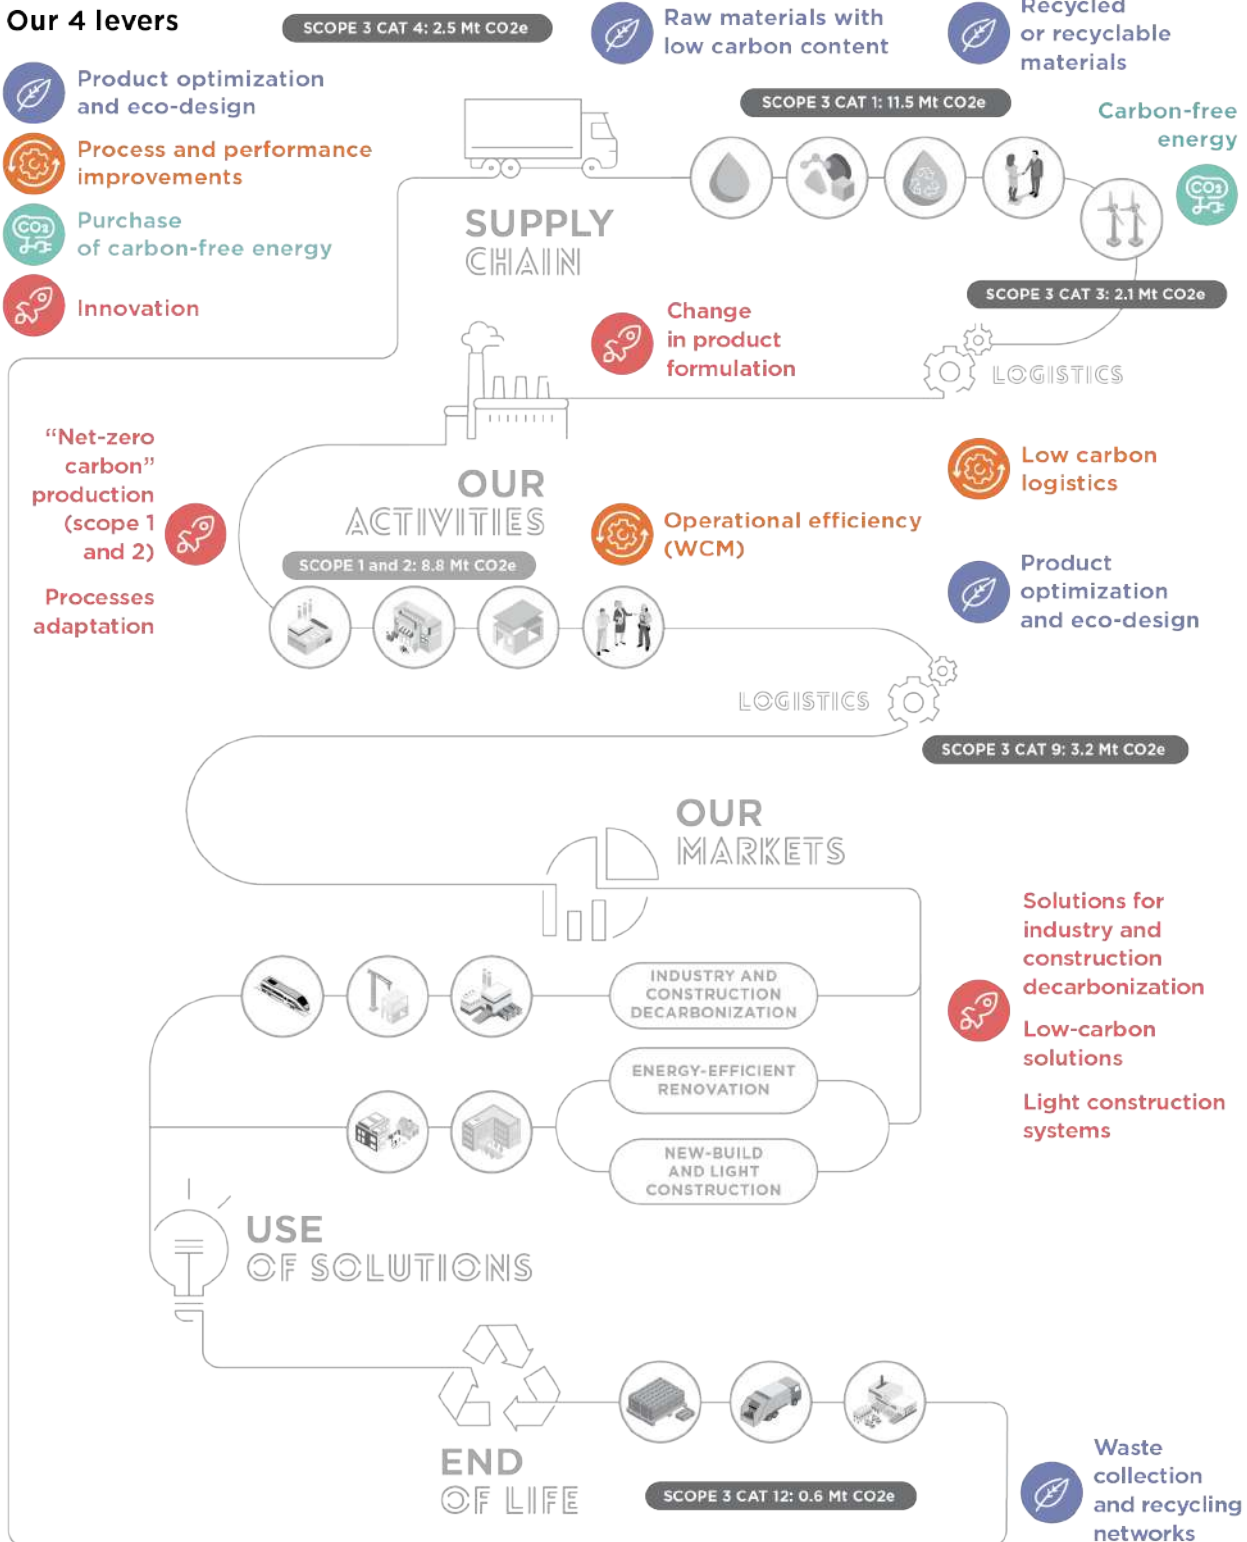 Our 4 levers
SCOPE 3 CAT 4: 2.5 Mt CO2e
Raw materials with
low carbon content
Recycled
or recyclable
materials
Product optimization
and eco-design
Process and performance
improvements
CO2
Purchase
of carbon-free energy
Innovation
SCOPE 3 CAT 1: 11.5 Mt CO2e
Carbon-free
energy
CO2
SUPPLY
CHAIN
SCOPE 3 CAT 3: 2.1 Mt CO2e
Change
in product
formulation
LOGISTICS
"Net-zero
carbon"
production
(scope 1
and 2)
Processes
adaptation
OUR
ACTIVITIES
SCOPE 1 and 2: 8.8 Mt CO2e
Operational efficiency
(WCM)
Low carbon
logistics
Product
optimization
and eco-design
LOGISTICS
SCOPE 3 CAT 9: 3.2 Mt CO2e
OUR
MARKETS
INDUSTRY AND
CONSTRUCTION
DECARBONIZATION
ENERGY-EFFICIENT
RENOVATION
NEW-BUILD
AND LIGHT
CONSTRUCTION
Solutions for
industry and
construction
decarbonization
Low-carbon
solutions
Light construction
systems
USE
OF SOLUTIONS
END
OF LIFE
SCOPE 3 CAT 12: 0.6 Mt CO2e
Waste
collection
and recycling
networks